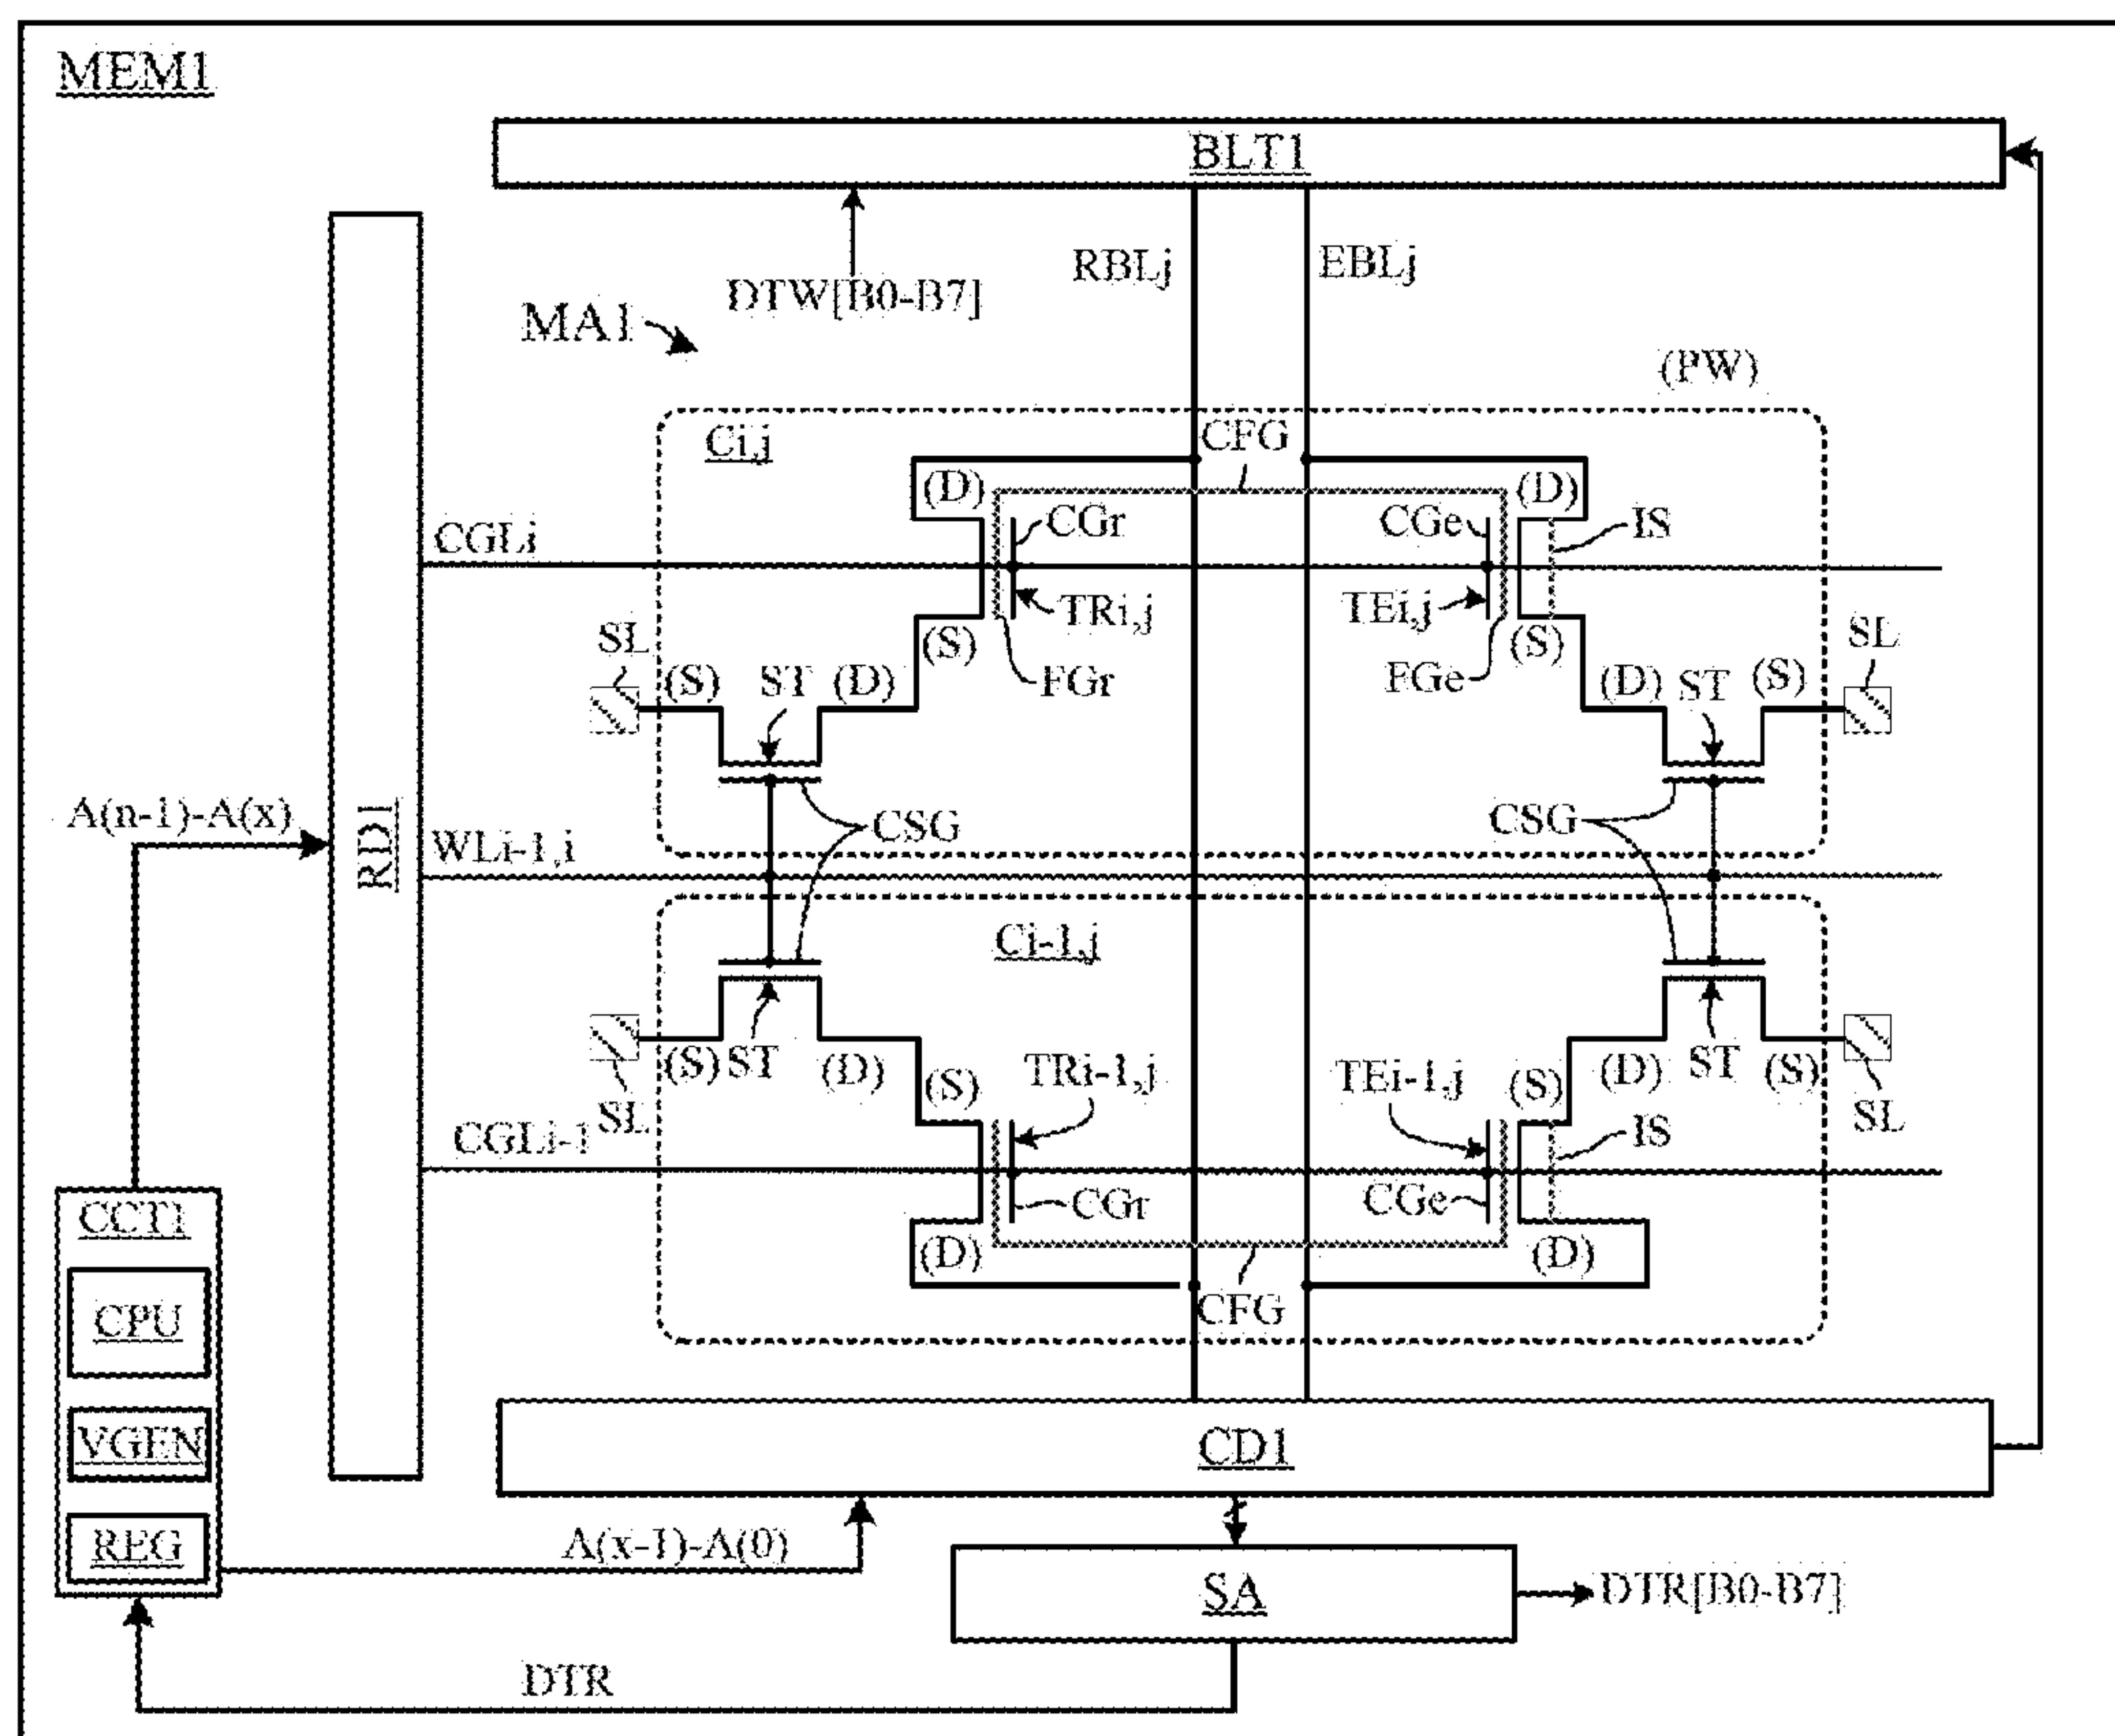 MEM1
BLT1
RBLj
EBLj
DTW[B0-B7]
MA1
(PW)
Ci,j
CFG
(D)
(D)
CGr
CGe
IS
CGLi
TRi,j
TEi,j
SL
(S)
(S)
SL
(S)
ST
(D)
FGr
FGe
(D)
ST
(S)
A(n-1)-A(x)
RD1
CSG
CSG
WLi-1,i
Ci-1,j
(S)
ST
(D)
(S)
TRi-1,j
TEi-1,j
(S)
(D)
ST
(S)
SL
SL
CGLi-1
IS
CGr
CGe
(D)
(D)
CFG
CCT1
CPU
VGEN
REG
CD1
A(x-1)-A(0)
SA
DTR[B0-B7]
DTR